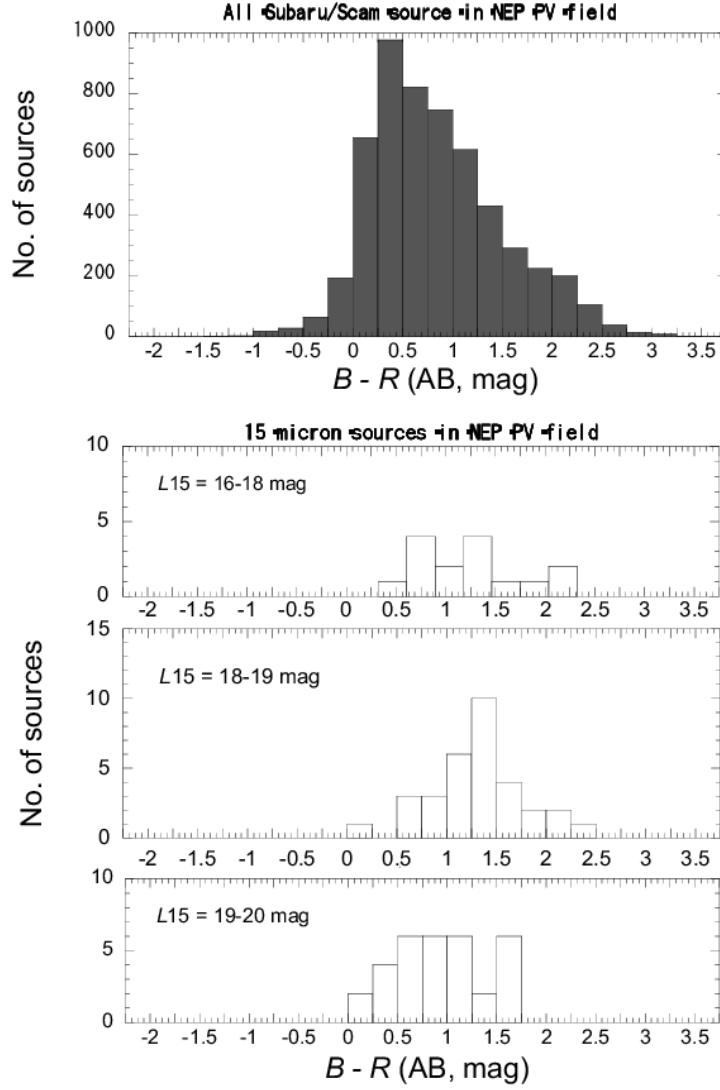 All Subaru/Scam source in NEP PV field
1000
800
600
400
200
0
No. of sources
-2 -1.5 -1 -0.5 0 0.5 1 1.5 2 2.5 3 3.5
B - R (AB, mag)
15 micron sources in NEP PV field
10
5
0
L15 = 16-18 mag
-2 -1.5 -1 -0.5 0 0.5 1 1.5 2 2.5 3 3.5
15
10
5
0
L15 = 18-19 mag
No. of sources
-2 -1.5 -1 -0.5 0 0.5 1 1.5 2 2.5 3 3.5
10
5
0
L15 = 19-20 mag
-2 -1.5 -1 -0.5 0 0.5 1 1.5 2 2.5 3 3.5
B - R (AB, mag)